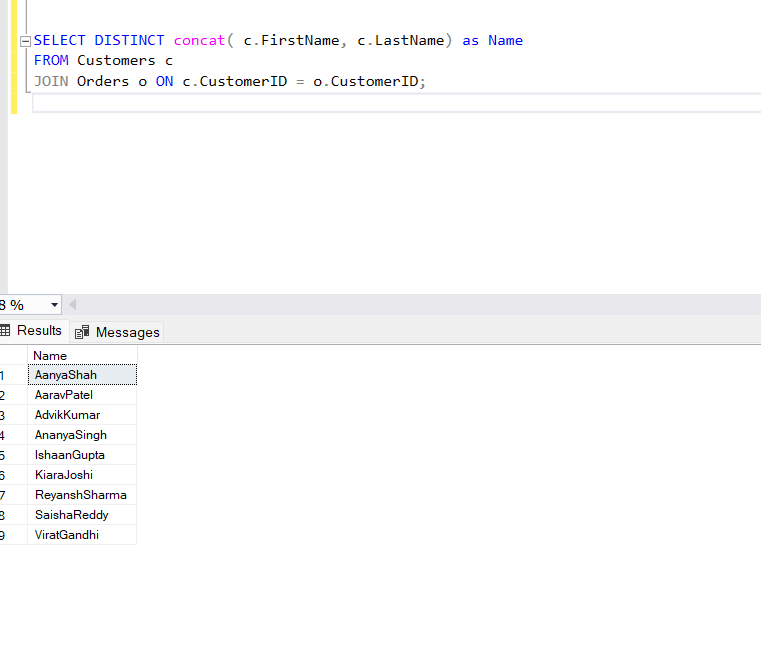 SELECT DISTINCT concat( c.FirstName, c.LastName) as Name
FROM Customers c
JOIN Orders o ON c.CustomerID = o.CustomerID;
8 %
Results Messages
Name
1 AanyaShah
2 AaravPatel
3 AdvikKumar
4 AnanyaSingh
5 IshaanGupta
6 KiaraJoshi
7 ReyanshSharma
8 SaishaReddy
9 ViratGandhi